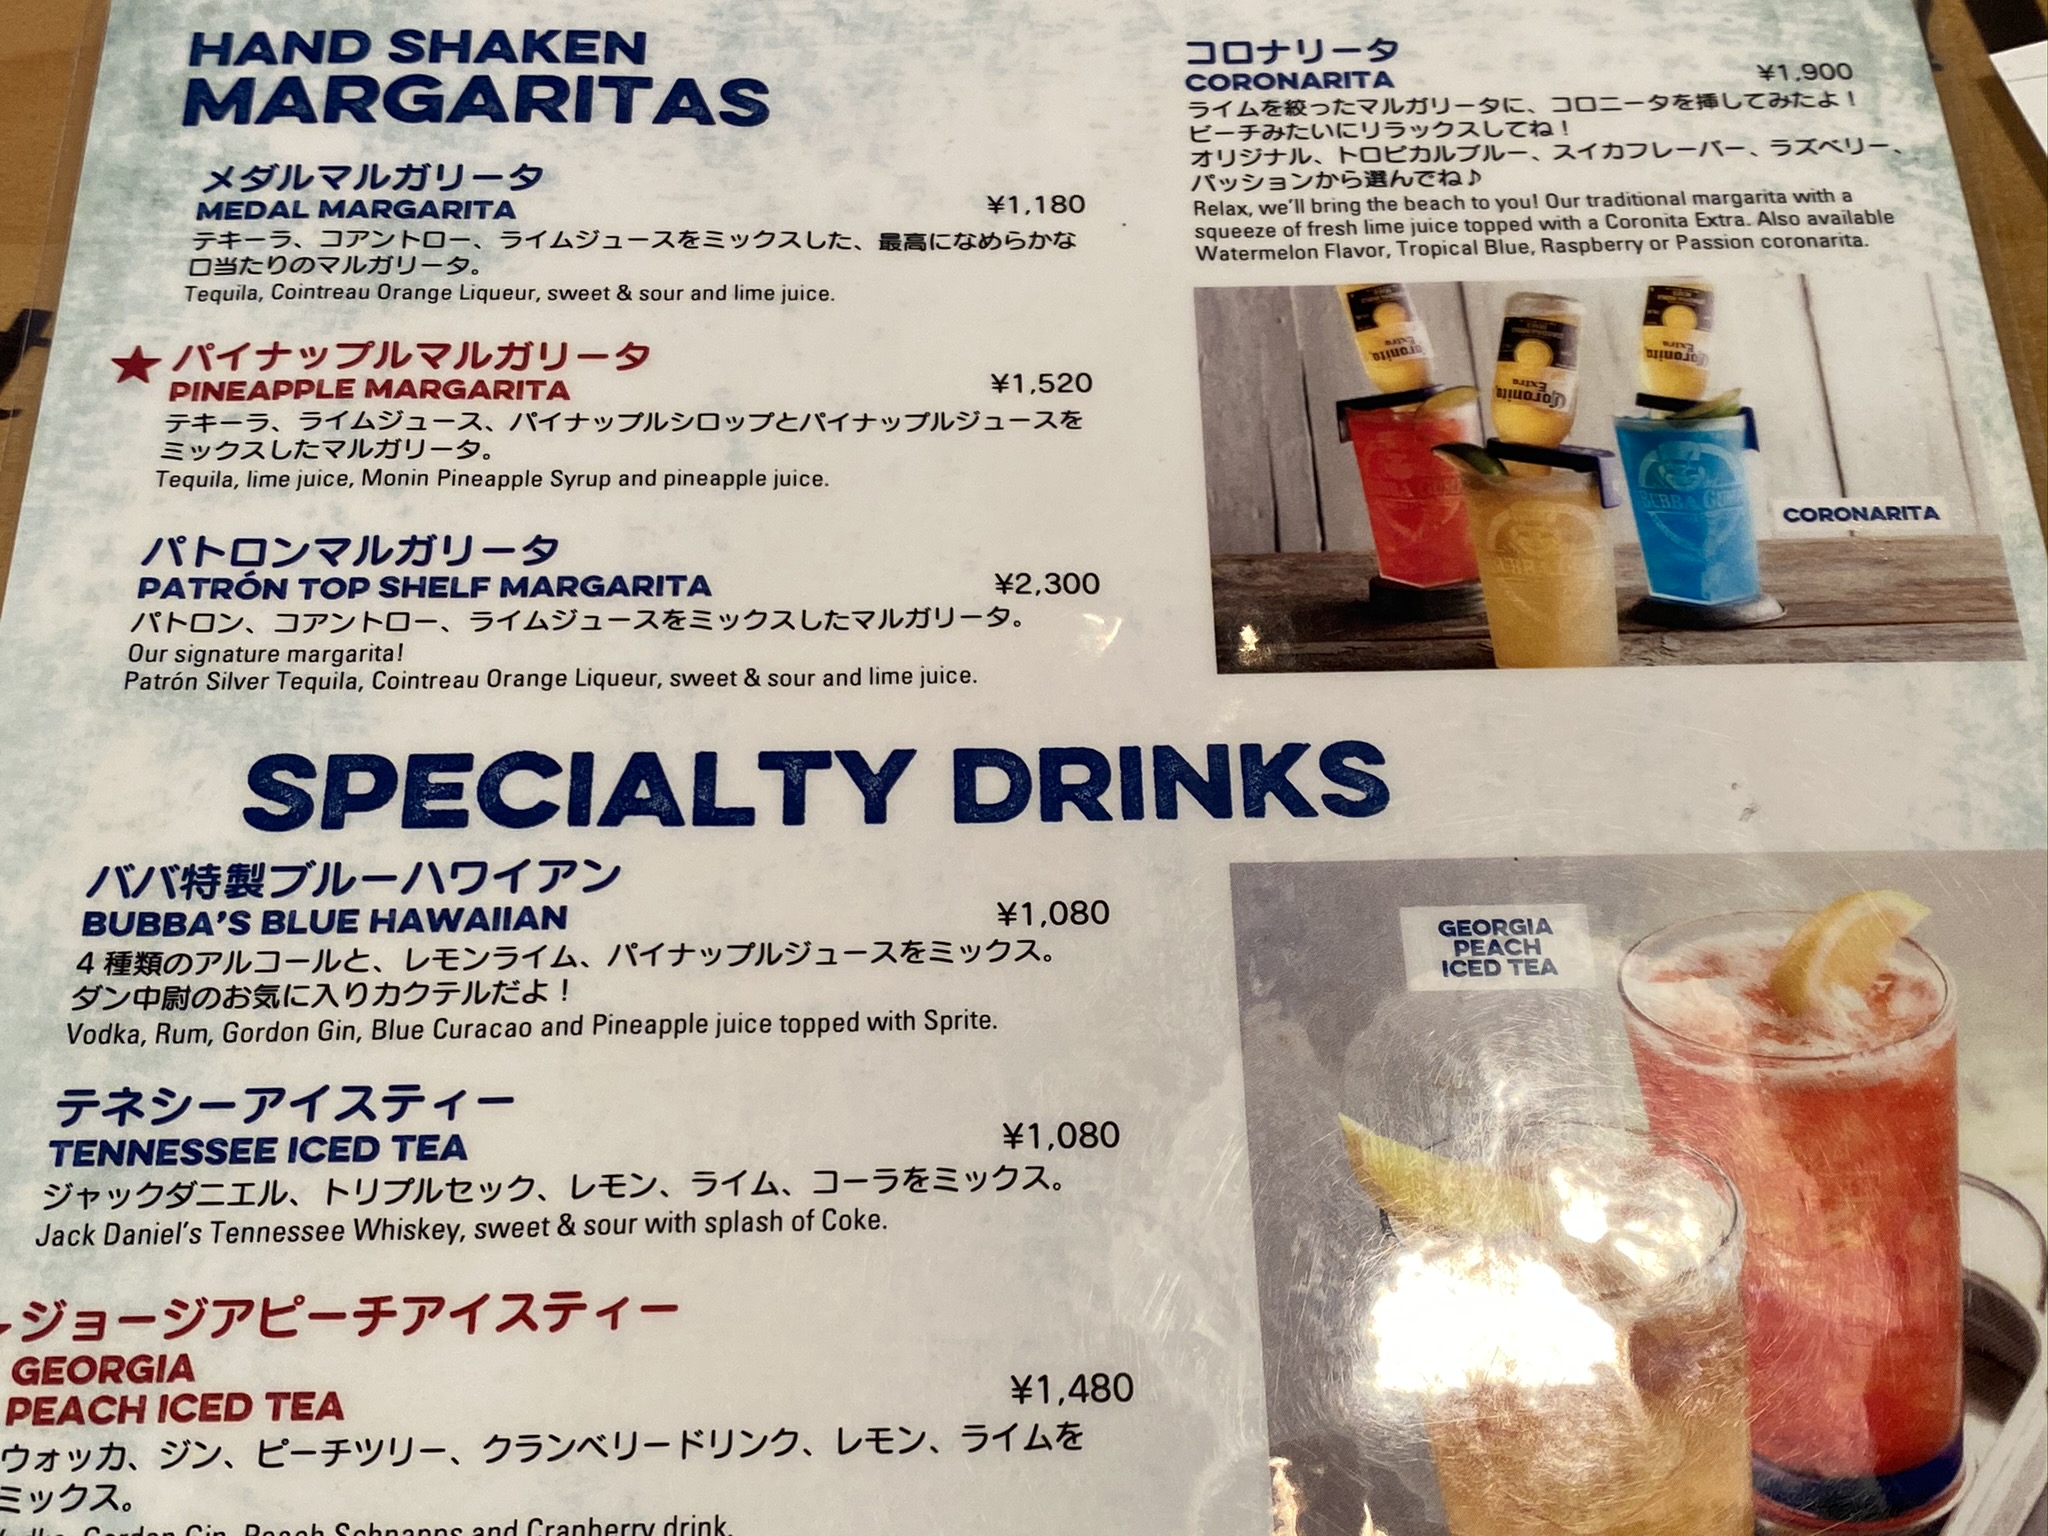 HAND SHAKEN
MARGARITAS
メダルマルガリータ
MEDAL MARGARITA
¥1,180
テキーラ、コアントロー、ライムジュースをミックスした、最高になめらかな
口当たりのマルガリータ。
Tequila, Cointreau Orange Liqueur, sweet & sour and lime juice.
★パイナップルマルガリータ
PINEAPPLE MARGARITA
¥1,520
テキーラ、ライムジュース、パイナップルシロップとパイナップルジュースを
ミックスしたマルガリータ。
Tequila, lime juice, Monin Pineapple Syrup and pineapple juice.
パトロンマルガリータ
PATRÓN TOP SHELF MARGARITA
¥2,300
パトロン、コアントロー、ライムジュースをミックスしたマルガリータ。
Our signature margarita!
Patrón Silver Tequila, Cointreau Orange Liqueur, sweet & sour and lime juice.
コロナリータ
CORONARITA
¥1,900
ライムを絞ったマルガリータに、コロニータを挿してみたよ！
ビーチみたいにリラックスしてね！
オリジナル、トロピカルブルー、スイカフレーバー、ラズベリー、
パッションから選んでね♪
Relax, we'll bring the beach to you! Our traditional margarita with a
squeeze of fresh lime juice topped with a Coronita Extra. Also available
Watermelon Flavor, Tropical Blue, Raspberry or Passion coronarita.
Coronita
Extra
Coronita
Extra
Coronita
Extra
BUBBA GUMP
CORONARITA
SPECIALTY DRINKS
ババ特製ブルーハワイアン
BUBBA'S BLUE HAWAIIAN
¥1,080
4 種類のアルコールと、レモンライム、パイナップルジュースをミックス。
ダン中尉のお気に入りカクテルだよ！
Vodka, Rum, Gordon Gin, Blue Curacao and Pineapple juice topped with Sprite.
テネシーアイスティー
TENNESSEE ICED TEA
¥1,080
ジャックダニエル、トリプルセック、レモン、ライム、コーラをミックス。
Jack Daniel's Tennessee Whiskey, sweet & sour with splash of Coke.
ジョージアピーチアイスティー
GEORGIA
PEACH ICED TEA
¥1,480
ウォッカ、ジン、ピーチツリー、クランベリードリンク、レモン、ライムを
ミックス。
Gordon Gin, Peach Schnapps and Cranberry drink.
GEORGIA
PEACH
ICED TEA